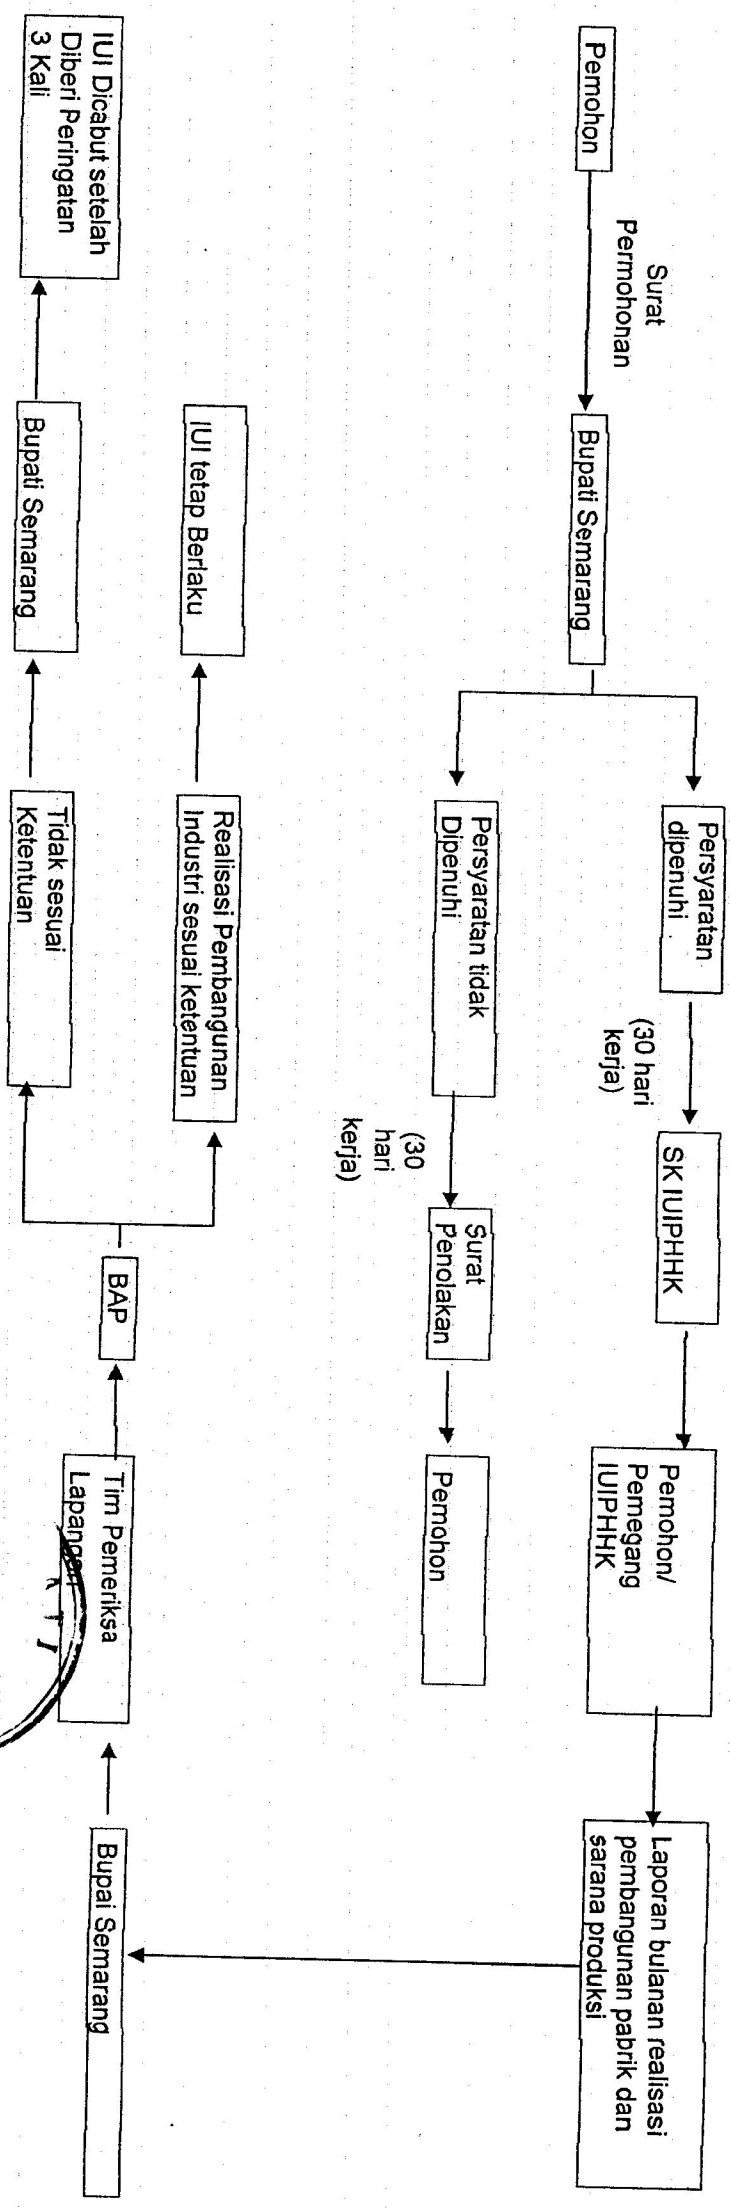 Pemohon
Surat
Permohonan
Bupati Semarang
Persyaratan
dipenuhi
(30 hari
kerja)
SK IUIPHHK
Pemohon/
Pemegang
IUIPHHK
Laporan bulanan realisasi
pembangunan pabrik dan
sarana produksi
Persyaratan tidak
Dipenuhi
(30
hari
kerja)
Surat
Penolakan
Pemohon
IUI tetap Berlaku
Realisasi Pembangunan
Industri sesuai ketentuan
BAP
Tim Pemeriksa
Lapangan
Bupai Semarang
IUI Dicabut setelah
Diberi Peringatan
3 Kali
Bupati Semarang
Tidak sesuai
Ketentuan